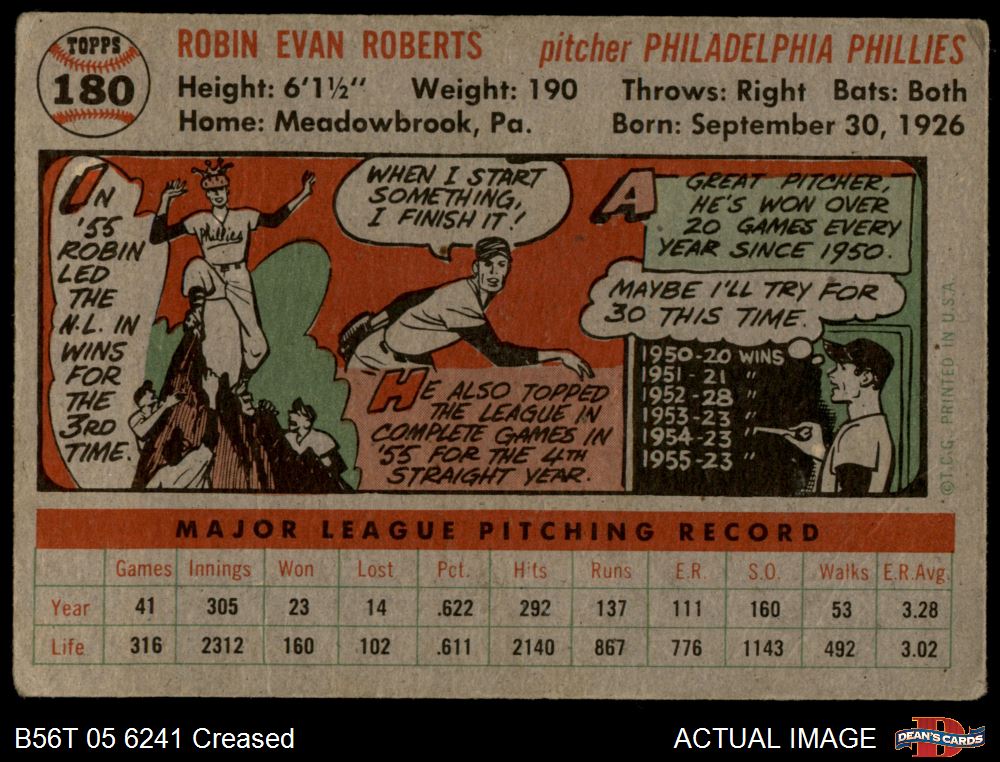 TOPPS
180
ROBIN EVAN ROBERTS pitcher PHILADELPHIA PHILLIES
Height: 6'1½" Weight: 190 Throws: Right Bats: Both
Home: Meadowbrook, Pa. Born: September 30, 1926
IN
'55
ROBIN
LED
THE
N.L. IN
WINS
FOR
THE
3RD
TIME.
Phillies
WHEN I START
SOMETHING,
I FINISH IT!
HE ALSO TOPPED
THE LEAGUE IN
COMPLETE GAMES IN
'55 FOR THE 4TH
STRAIGHT YEAR.
A GREAT PITCHER,
HE'S WON OVER
20 GAMES EVERY
YEAR SINCE 1950.
MAYBE I'LL TRY FOR
30 THIS TIME.
1950-20 WINS
1951-21 "
1952-28 "
1953-23 "
1954-23 "
1955-23 "
©T.C.G. PRINTED IN U.S.A.
MAJOR LEAGUE PITCHING RECORD
Games Innings Won Lost Pct. Hits Runs E.R. S.O. Walks E.R.Avg.
Year 41 305 23 14 .622 292 137 111 160 53 3.28
Life 316 2312 160 102 .611 2140 867 776 1143 492 3.02
B56T 05 6241 Creased ACTUAL IMAGE
DEAN'S CARDS